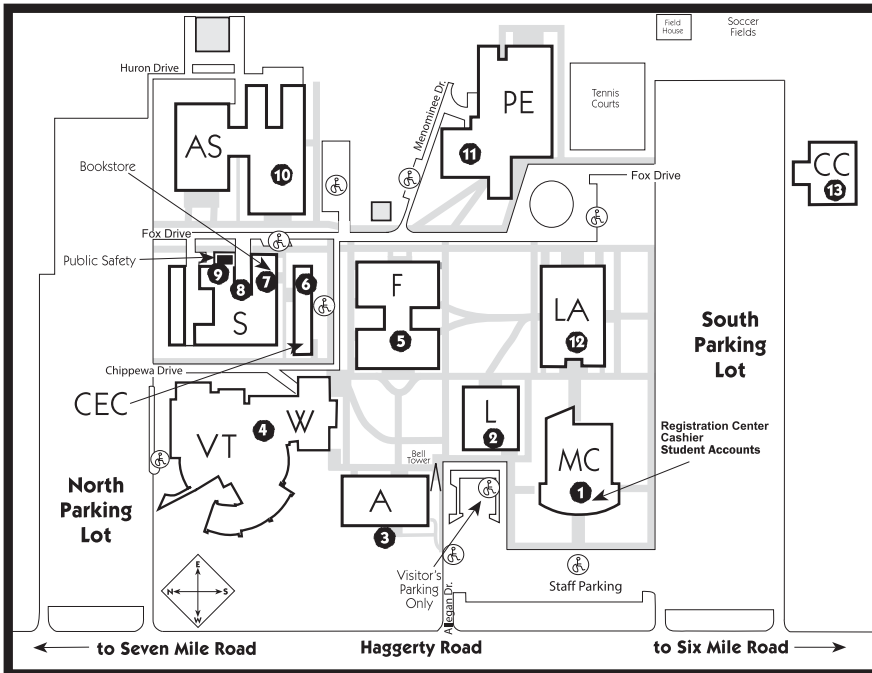 Field
House
Soccer
Fields
Huron Drive
Menominee Dr.
PE
Tennis
Courts
AS
Bookstore
10
11
CC
13
Fox Drive
Fox Drive
Public Safety
9
8
7
6
S
F
5
LA
12
South
Parking
Lot
Chippewa Drive
CEC
VT
4
W
L
2
Registration Center
Cashier
Student Accounts
MC
1
Bell
Tower
A
3
North
Parking
Lot
E
N
S
W
Visitor's
Parking
Only
Allegan Dr.
Staff Parking
to Seven Mile Road
Haggerty Road
to Six Mile Road